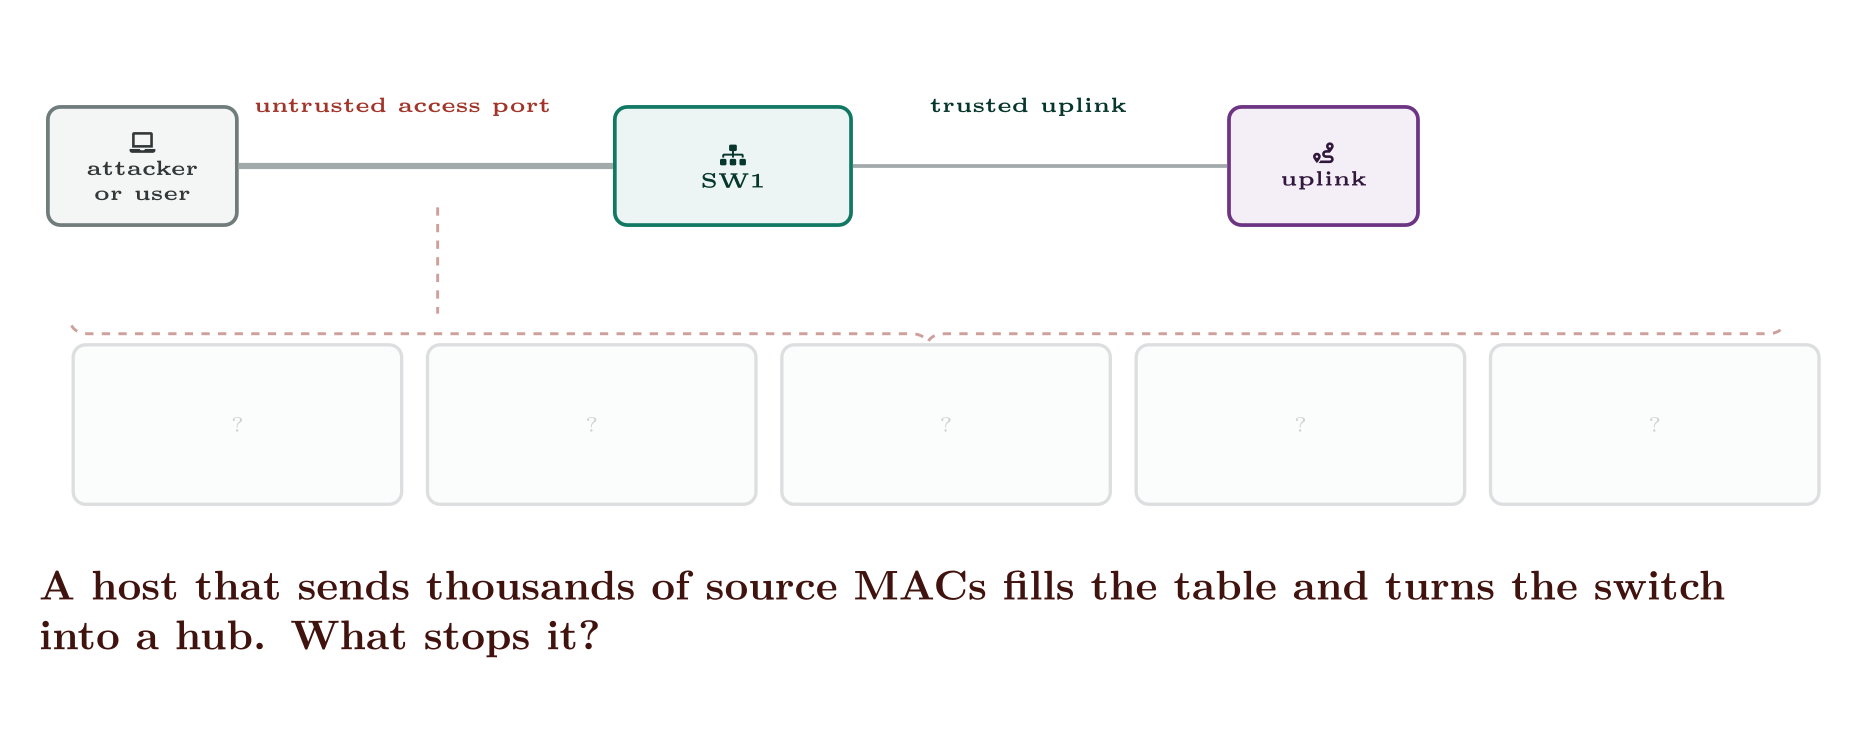 untrusted access port
trusted uplink
attacker
or user
SW1
uplink
?
?
?
?
?
A host that sends thousands of source MACs fills the table and turns the switch
into a hub. What stops it?